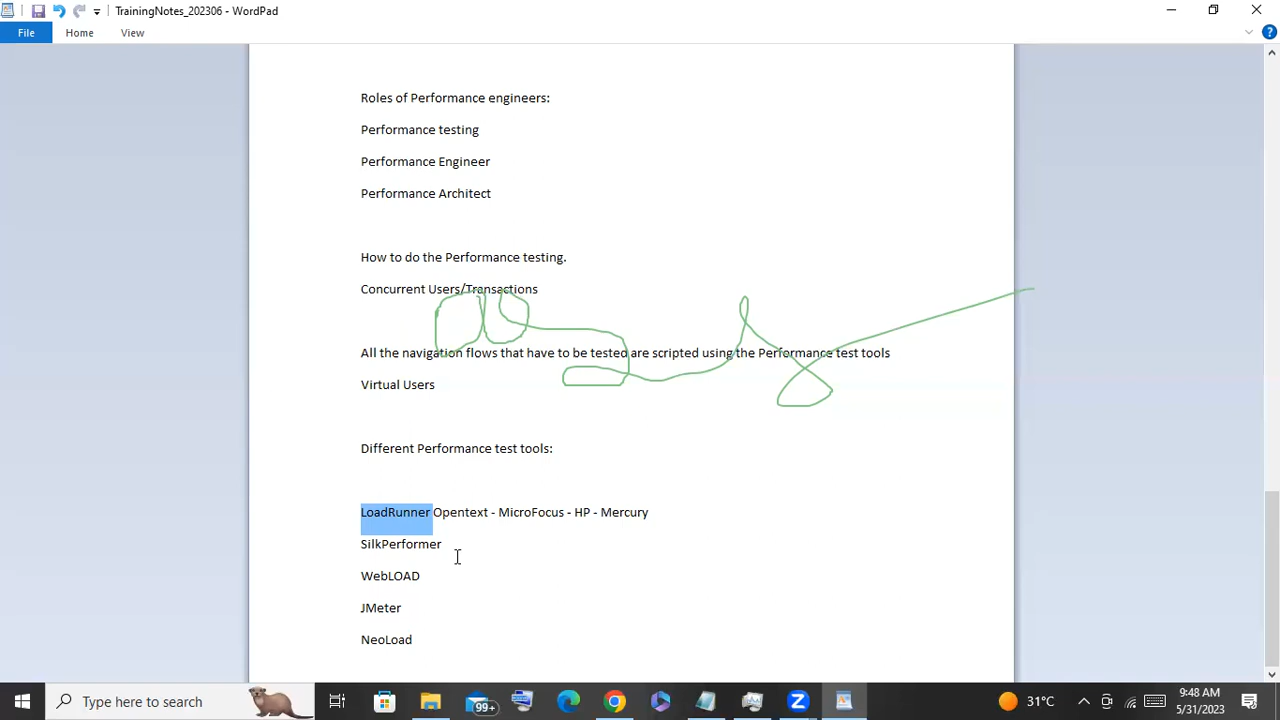 TrainingNotes_202306 - WordPad
File Home View
Roles of Performance engineers:
Performance testing
Performance Engineer
Performance Architect
How to do the Performance testing.
Concurrent Users/Transactions
All the navigation flows that have to be tested are scripted using the Performance test tools
Virtual Users
Different Performance test tools:
LoadRunner Opentext - MicroFocus - HP - Mercury
SilkPerformer
WebLOAD
JMeter
NeoLoad
Type here to search
99+
31°C
9:48 AM
5/31/2023